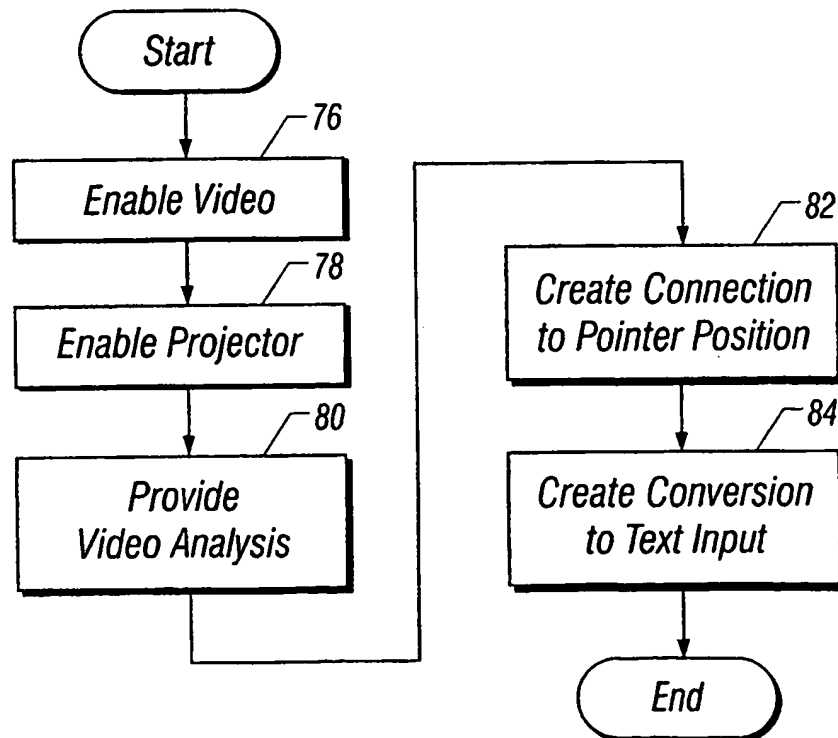 Start
76
Enable Video
78
Enable Projector
80
Provide
Video Analysis
82
Create Connection
to Pointer Position
84
Create Conversion
to Text Input
End